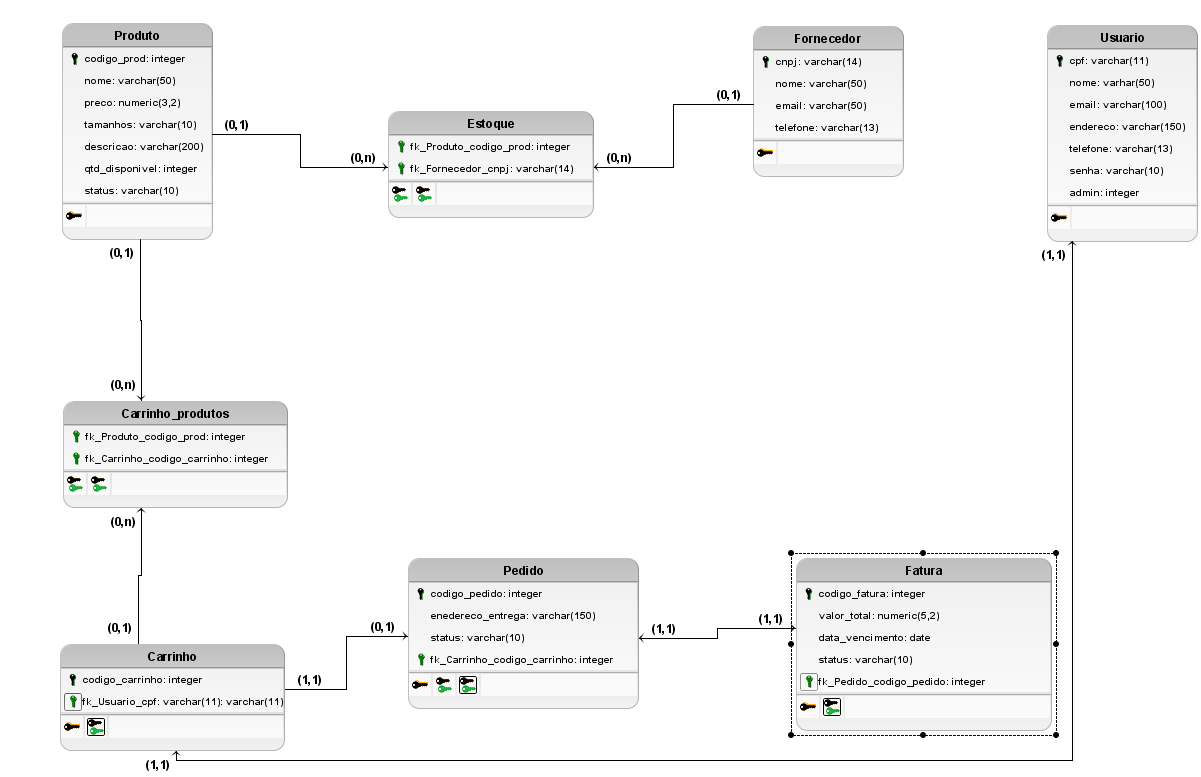 Produto
codigo_prod: integer
nome: varchar(50)
preco: numeric(3,2)
tamanhos: varchar(10)
descricao: varchar(200)
qtd_disponivel: integer
status: varchar(10)
(0,1)
(0,n)
Estoque
fk_Produto_codigo_prod: integer
fk_Fornecedor_cnpj: varchar(14)
(0,n)
(0,1)
Fornecedor
cnpj: varchar(14)
nome: varchar(50)
email: varchar(50)
telefone: varchar(13)
Usuario
cpf: varchar(11)
nome: varhar(50)
email: varchar(100)
endereco: varchar(150)
telefone: varchar(13)
senha: varchar(10)
admin: integer
(1,1)
(0,1)
(0,n)
Carrinho_produtos
fk_Produto_codigo_prod: integer
fk_Carrinho_codigo_carrinho: integer
(0,n)
(0,1)
Carrinho
codigo_carrinho: integer
fk_Usuario_cpf: varchar(11): varchar(11)
(1,1)
(1,1)
(0,1)
Pedido
codigo_pedido: integer
enedereco_entrega: varchar(150)
status: varchar(10)
fk_Carrinho_codigo_carrinho: integer
(1,1)
(1,1)
Fatura
codigo_fatura: integer
valor_total: numeric(5,2)
data_vencimento: date
status: varchar(10)
fk_Pedido_codigo_pedido: integer